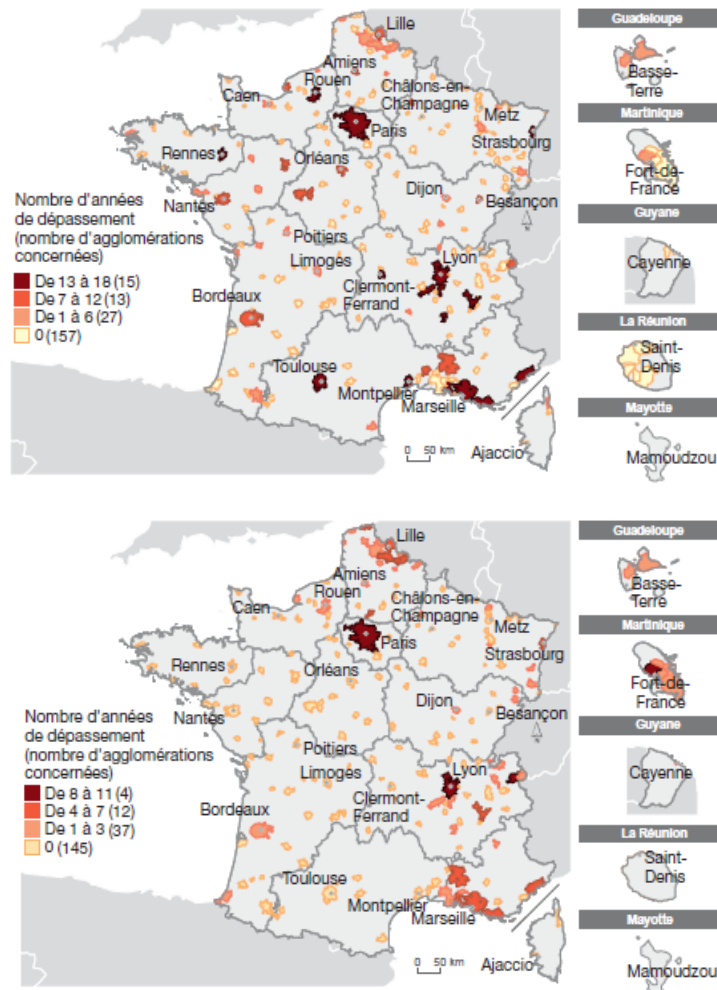 Lille
Amiens
Rouen
Caen
Châlons-en-
Champagne
Metz
Paris
Strasbourg
Rennes
Orléans
Nantes
Dijon
Besançon
Poitiers
Limoges
Lyon
Clermont-
Ferrand
Bordeaux
Toulouse
Montpellier
Marseille
Ajaccio
0 50 km
Nombre d'années
de dépassement
(nombre d'agglomérations
concernées)
De 13 à 18 (15)
De 7 à 12 (13)
De 1 à 6 (27)
0 (157)
Guadeloupe
Basse-
Terre
Martinique
Fort-de-
France
Guyane
Cayenne
La Réunion
Saint-
Denis
Mayotte
Mamoudzou
Lille
Amiens
Rouen
Caen
Châlons-en-
Champagne
Metz
Paris
Strasbourg
Rennes
Orléans
Nantes
Dijon
Besançon
Poitiers
Limoges
Lyon
Clermont-
Ferrand
Bordeaux
Toulouse
Montpellier
Marseille
Ajaccio
0 50 km
Nombre d'années
de dépassement
(nombre d'agglomérations
concernées)
De 8 à 11 (4)
De 4 à 7 (12)
De 1 à 3 (37)
0 (145)
Guadeloupe
Basse-
Terre
Martinique
Fort-de-
France
Guyane
Cayenne
La Réunion
Saint-
Denis
Mayotte
Mamoudzou